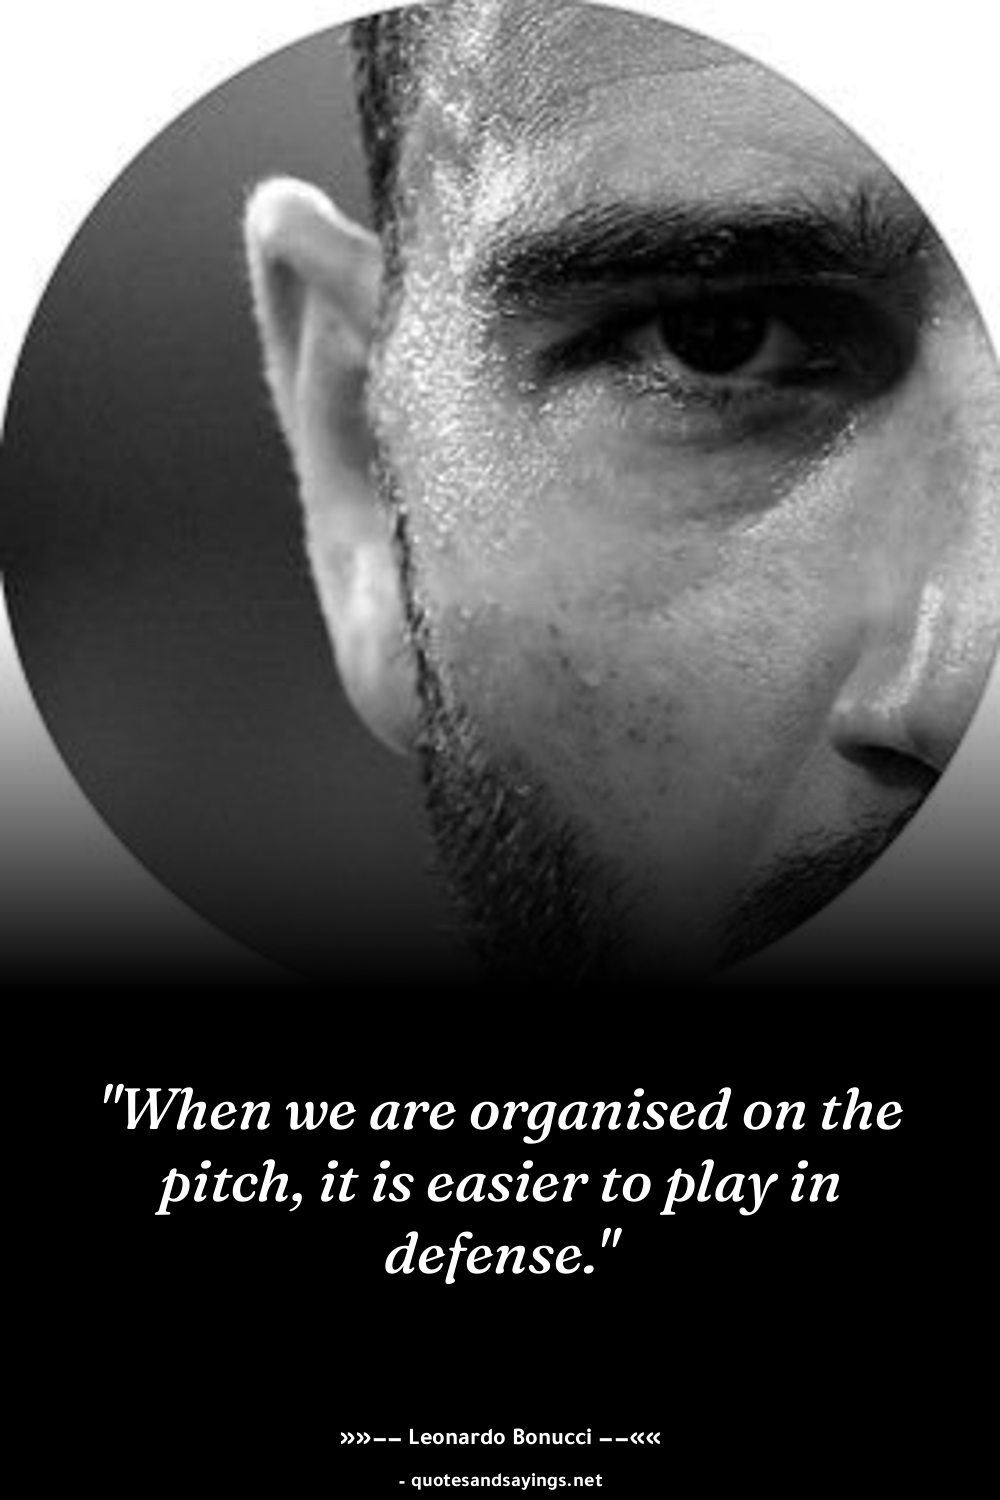 "When we are organised on the
pitch, it is easier to play in
defense."
»»−− Leonardo Bonucci −−««
- quotesandsayings.net